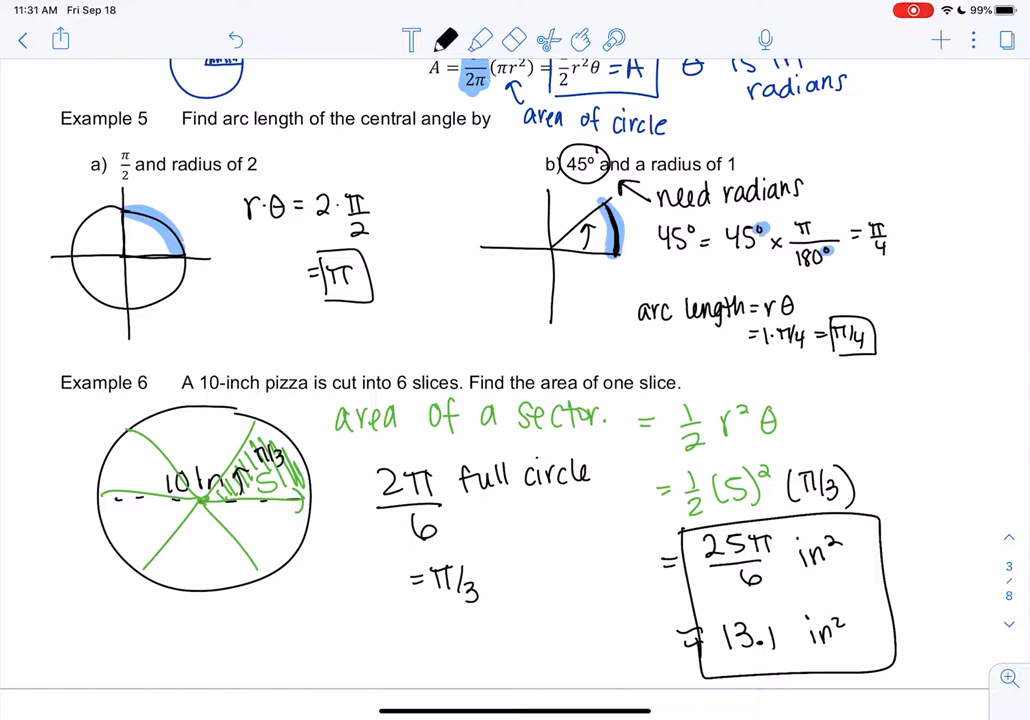 11:31 AM Fri Sep 18
99%
T
A = 2π (πr²) = 2 r²θ = A θ is in
radians
area of circle
Example 5 Find arc length of the central angle by
a) π/2 and radius of 2
r·θ = 2·π/2
= π
b) 45° and a radius of 1
need radians
45° = 45° × π/180° = π/4
arc length = rθ
= 1·π/4 = π/4
Example 6 A 10-inch pizza is cut into 6 slices. Find the area of one slice.
10 in
π/3
5
area of a sector. = 1/2 r²θ
2π/6 full circle
= π/3
= 1/2 (5)² (π/3)
= 25π/6 in²
= 13.1 in²
3
/
8